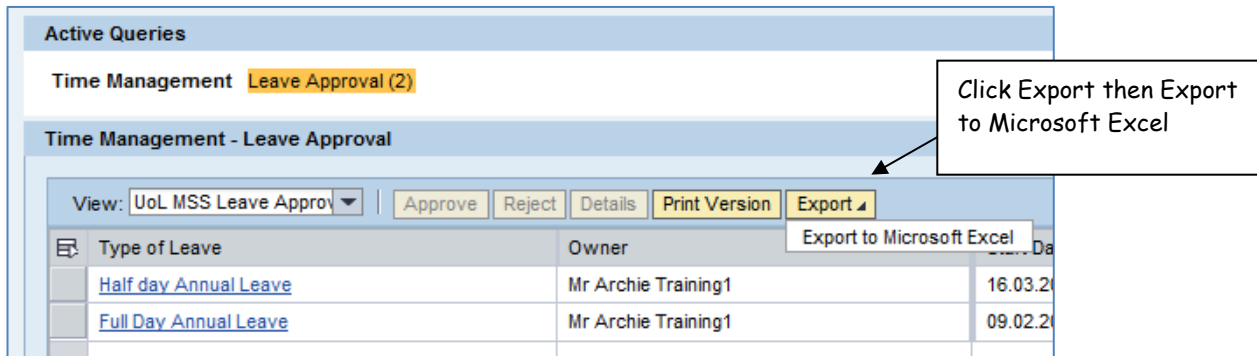 Active Queries
Time Management Leave Approval (2)
Click Export then Export
to Microsoft Excel
Time Management - Leave Approval
View: UoL MSS Leave Approv Approve Reject Details Print Version Export
Export to Microsoft Excel
Type of Leave Owner
Half day Annual Leave Mr Archie Training1 16.03.20
Full Day Annual Leave Mr Archie Training1 09.02.20